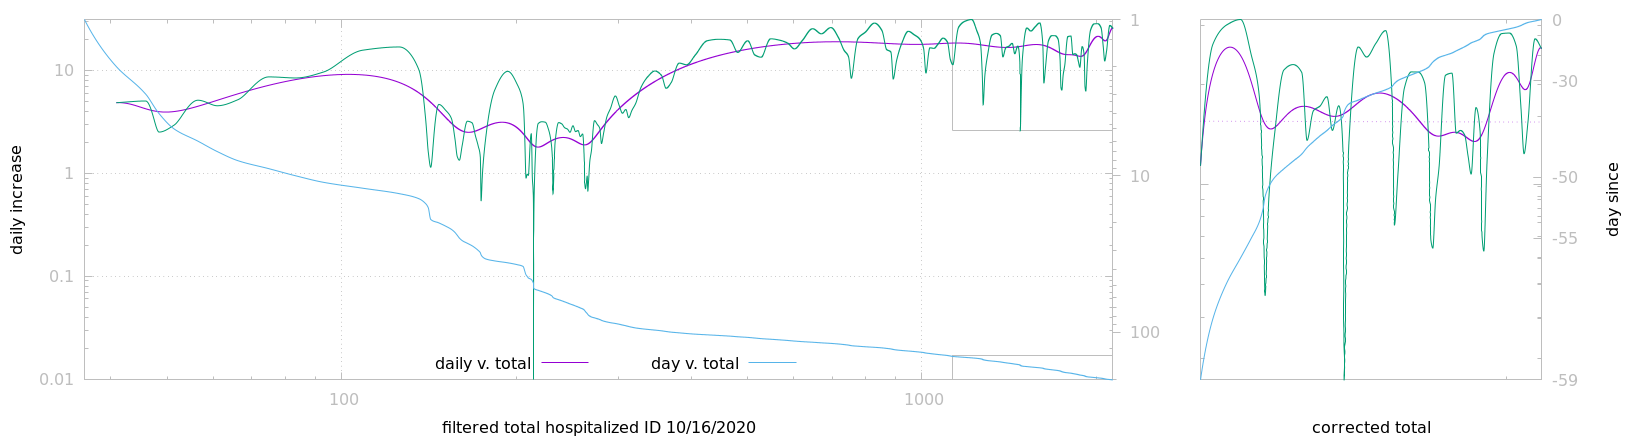 daily increase
10
1
0.1
0.01
100
1000
1
10
100
daily v. total
day v. total
filtered total hospitalized ID 10/16/2020
0
-30
-50
-55
-59
day since
corrected total